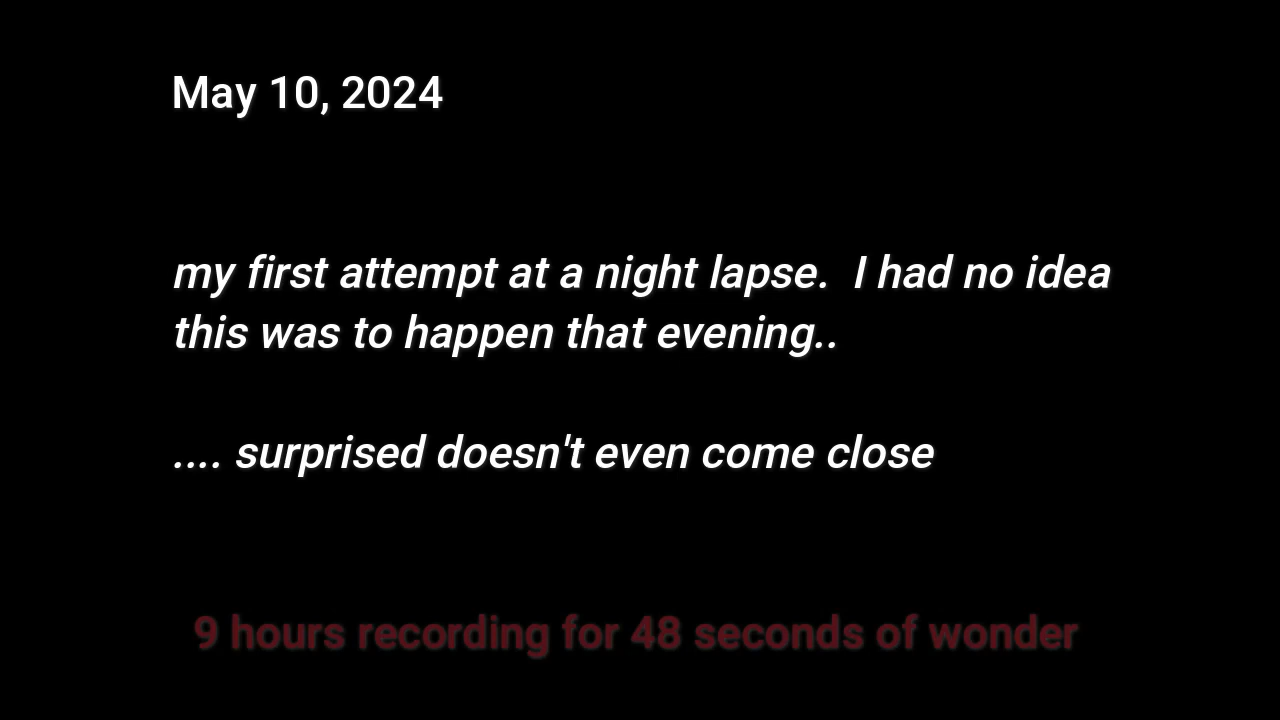 May 10, 2024
my first attempt at a night lapse.  I had no idea
this was to happen that evening..
.... surprised doesn't even come close
9 hours recording for 48 seconds of wonder